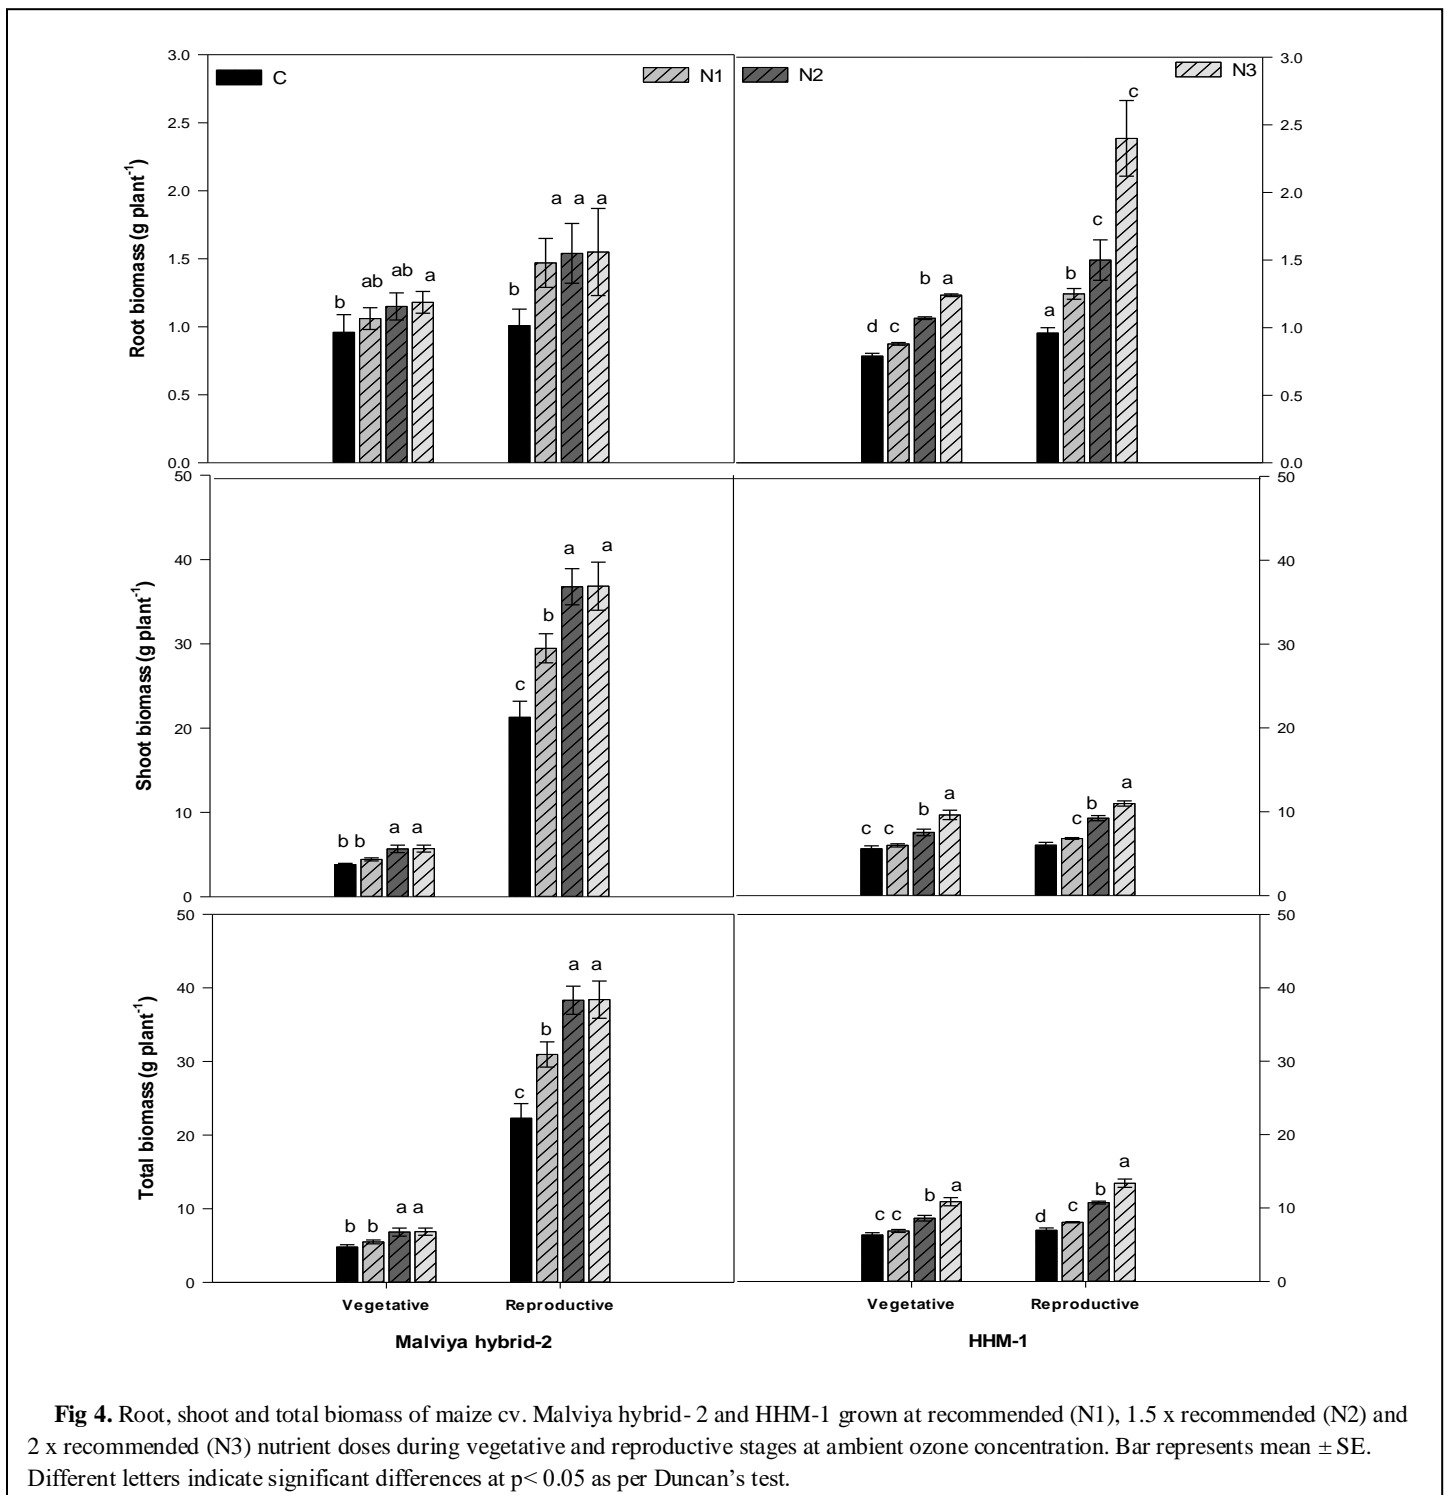 C
N1
N2
N3
3.0
2.5
2.0
1.5
1.0
0.5
0.0
Root biomass (g plant-1)
b ab ab a
b a a a
d c b a
a b c c
3.0
2.5
2.0
1.5
1.0
0.5
0.0
50
40
30
20
10
0
Shoot biomass (g plant-1)
b b a a
c b a a
c c b a
c b a
50
40
30
20
10
0
50
40
30
20
10
0
Total biomass (g plant-1)
b b a a
c b a a
c c b a
d c b a
50
40
30
20
10
0
Vegetative Reproductive Vegetative Reproductive
Malviya hybrid-2 HHM-1
Fig 4. Root, shoot and total biomass of maize cv. Malviya hybrid- 2 and HHM-1 grown at recommended (N1), 1.5 x recommended (N2) and
2 x recommended (N3) nutrient doses during vegetative and reproductive stages at ambient ozone concentration. Bar represents mean ± SE.
Different letters indicate significant differences at p< 0.05 as per Duncan's test.